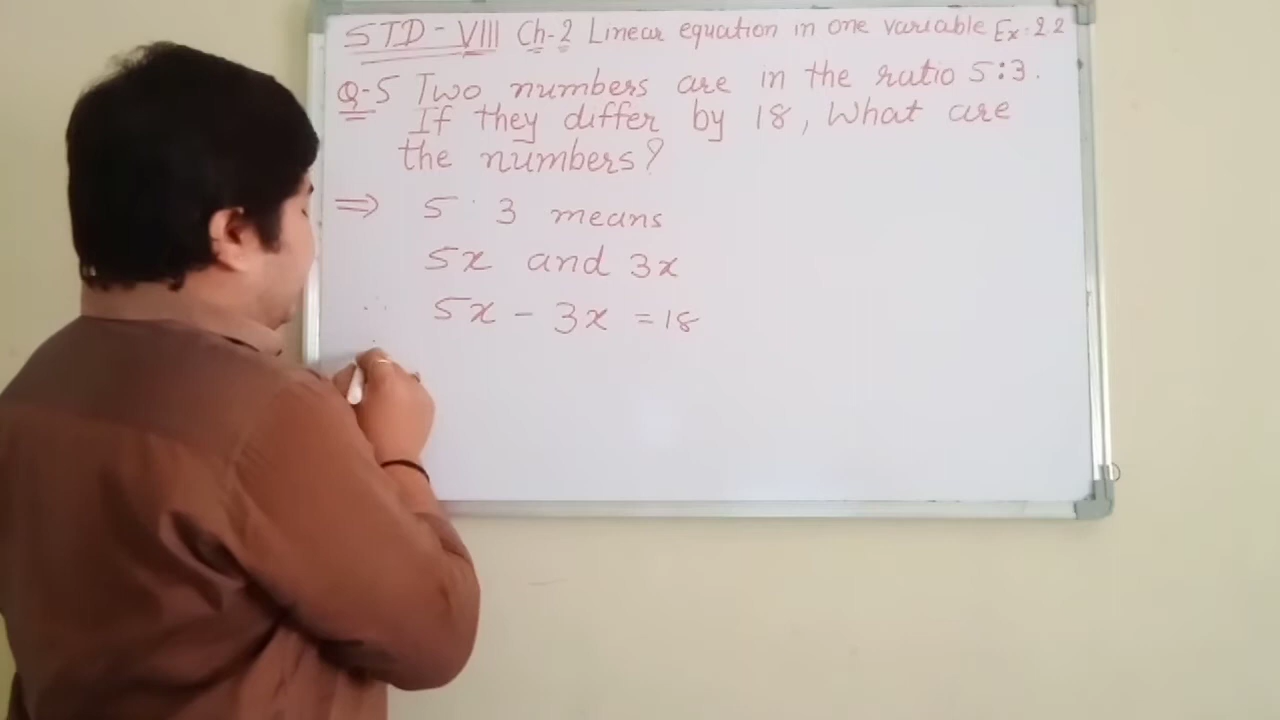 STD - VIII Ch-2 Linear equation in one variable Ex: 2.2
Q-5 Two numbers are in the ratio 5:3.
If they differ by 18, What are
the numbers?
⇒ 5 : 3 means
5x and 3x
∴ 5x - 3x = 18
∴